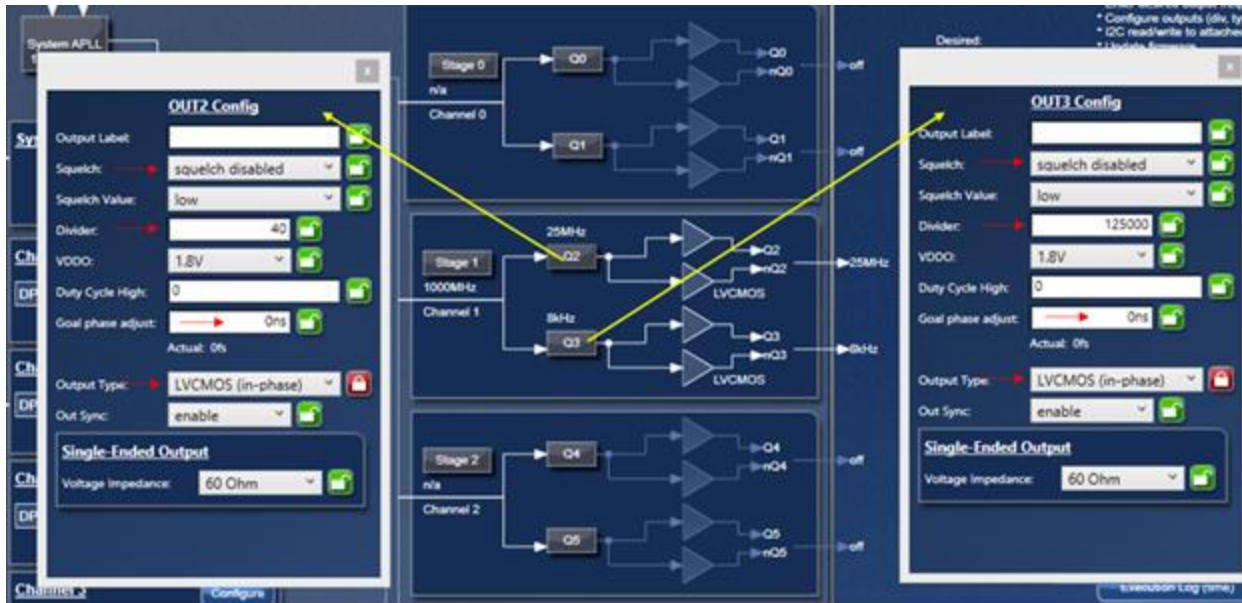 * Configure outputs (div, ty
* I2C read/write to attache
* Update firmware
Desired:
System APLL
OUT2 Config
Output Label:
Squelch: squelch disabled
Squelch Value: low
Divider: 40
VDDO: 1.8V
Duty Cycle High: 0
Goal phase adjust: 0ns
Actual: 0fs
Output Type: LVCMOS (in-phase)
Out Sync: enable
Single-Ended Output
Voltage Impedance: 60 Ohm
Configure
Stage 0
n/a
Channel 0
Q0
Q0
nQ0
off
Q1
Q1
nQ1
off
Stage 1
1000MHz
Channel 1
25MHz
Q2
Q2
nQ2
LVCMOS
25MHz
8kHz
Q3
Q3
nQ3
LVCMOS
8kHz
Stage 2
n/a
Channel 2
Q4
Q4
nQ4
off
Q5
Q5
nQ5
off
x
x
OUT3 Config
Output Label:
Squelch: squelch disabled
Squelch Value: low
Divider: 125000
VDDO: 1.8V
Duty Cycle High: 0
Goal phase adjust: 0ns
Actual: 0fs
Output Type: LVCMOS (in-phase)
Out Sync: enable
Single-Ended Output
Voltage Impedance: 60 Ohm
Execution Log (time)